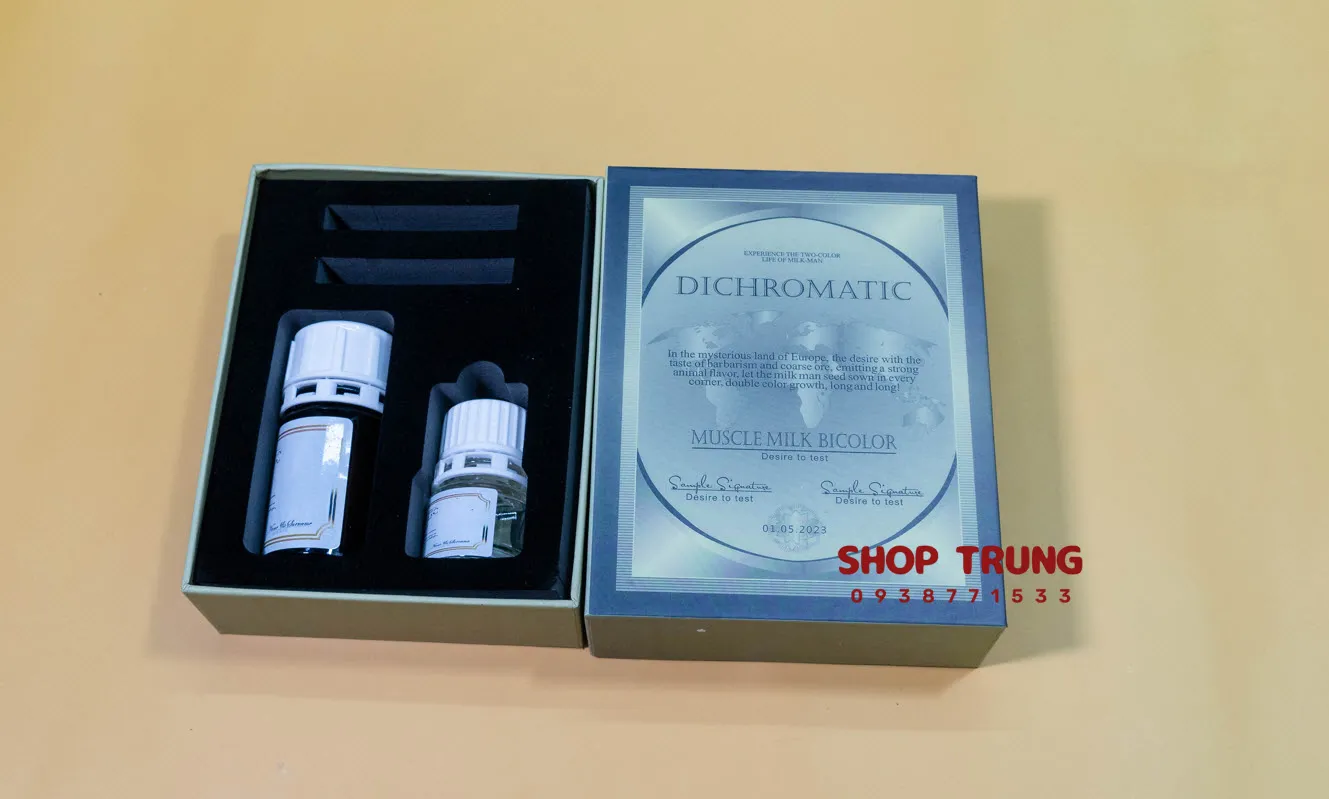 EXPERIENCE THE TWO-COLOR
LIFE OF MILK-MAN
DICHROMATIC
In the mysterious land of Europe, the desire with the
taste of barbarism and coarse ore, emitting a strong
animal flavor, let the milk man seed sown in every
corner, double color growth, long and long!
MUSCLE MILK BICOLOR
Desire to test
Sample Signature
Sample Signature
Desire to test
Desire to test
01.05.2023
SHOP TRUNG
0938771533